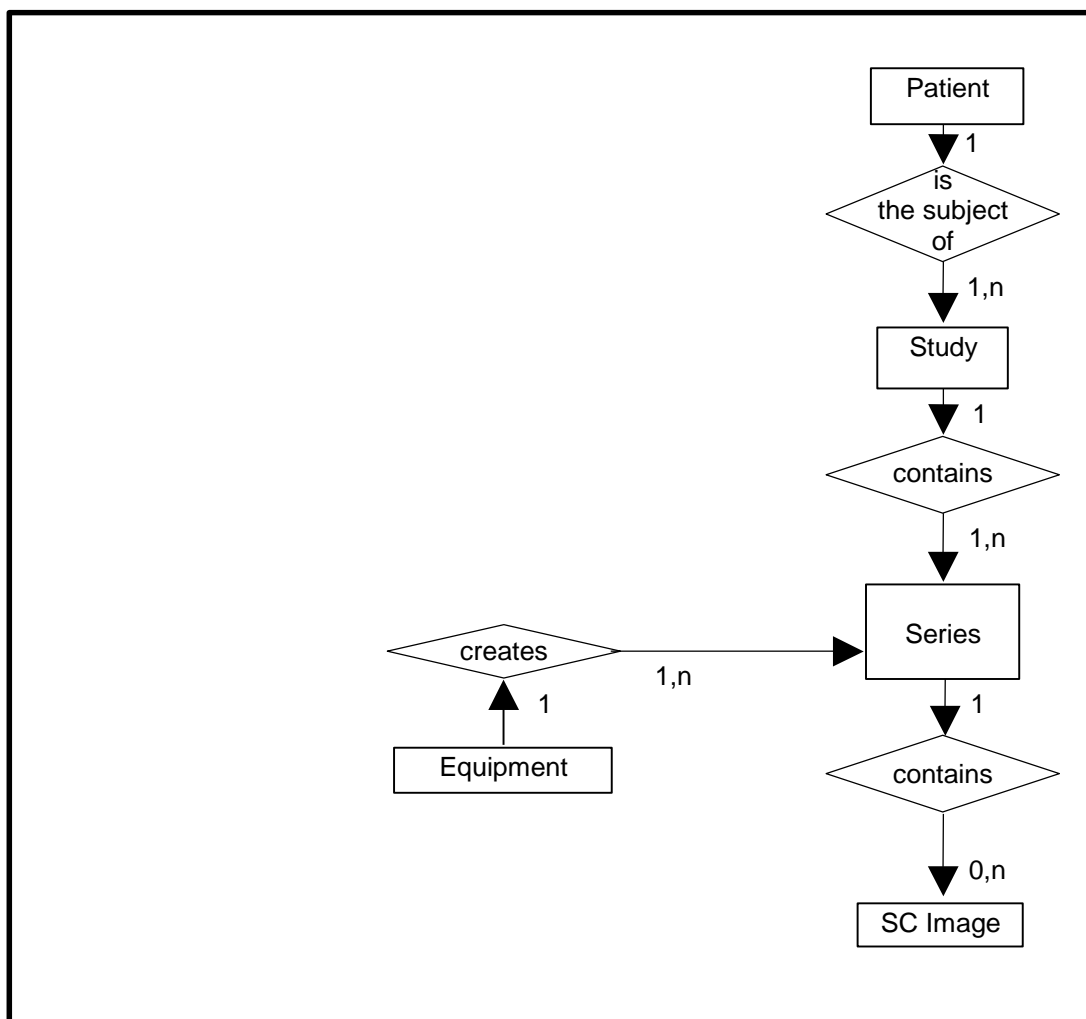 Patient
1
is
the subject
of
1,n
Study
1
contains
1,n
Series
creates
1,n
1
Equipment
1
contains
0,n
SC Image